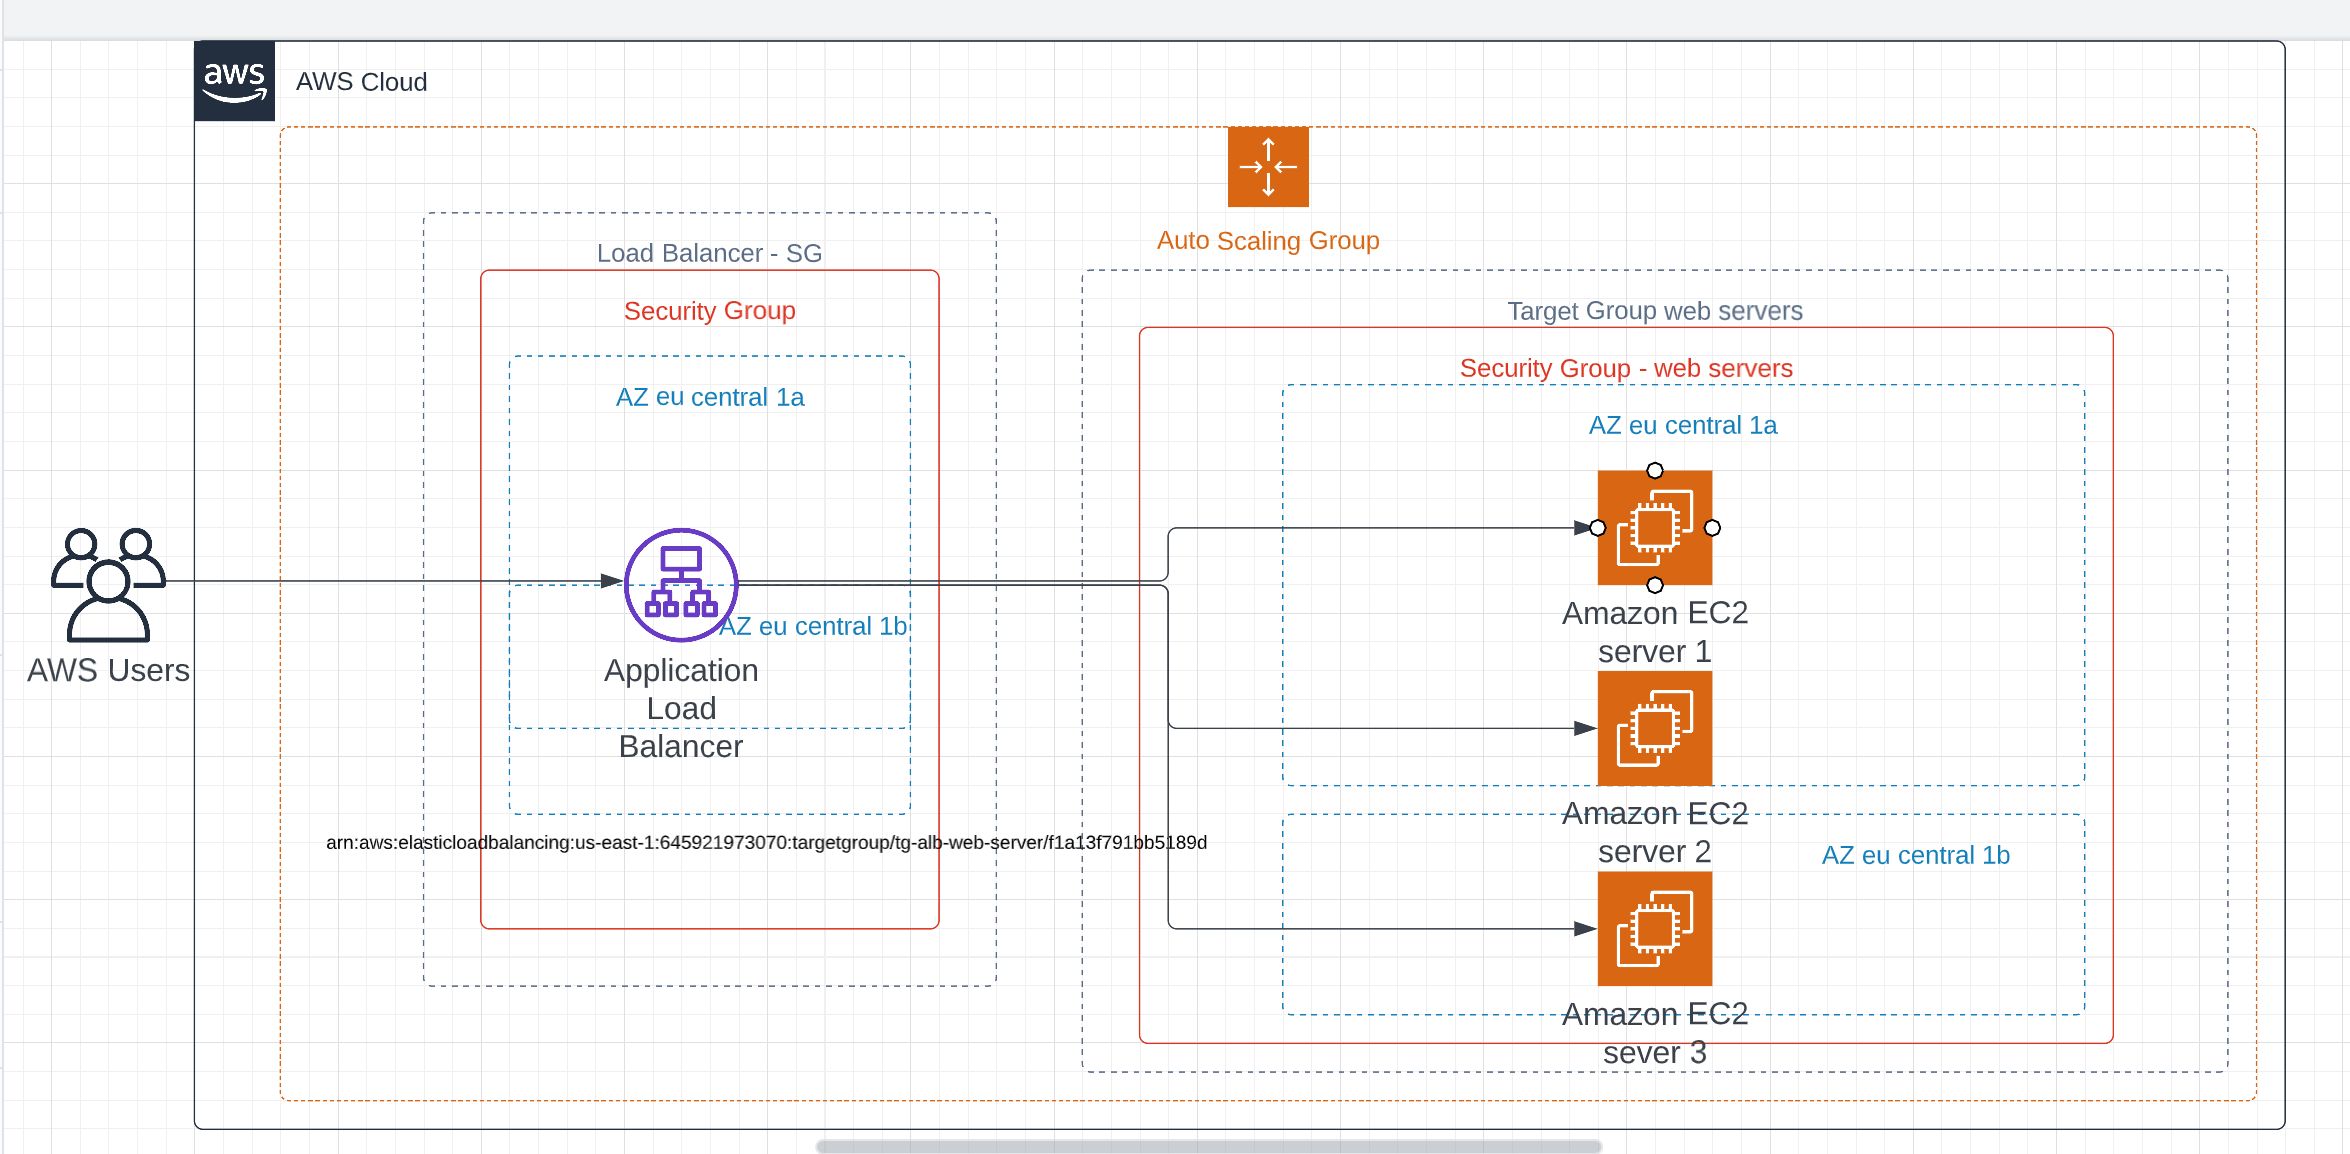 aws
AWS Cloud
Auto Scaling Group
Load Balancer - SG
Security Group
AZ eu central 1a
AZ eu central 1b
Application
Load
Balancer
AWS Users
arn:aws:elasticloadbalancing:us-east-1:645921973070:targetgroup/tg-alb-web-server/f1a13f791bb5189d
Target Group web servers
Security Group - web servers
AZ eu central 1a
Amazon EC2
server 1
Amazon EC2
server 2
AZ eu central 1b
Amazon EC2
sever 3